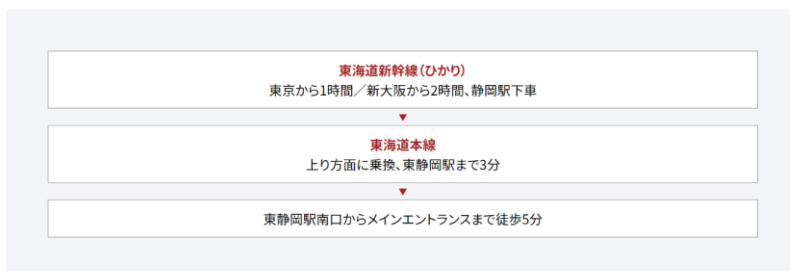 東海道新幹線（ひかり）
東京から1時間／新大阪から2時間、静岡駅下車
東海道本線
上り方面に乗換、東静岡駅まで3分
東静岡駅南口からメインエントランスまで徒歩5分